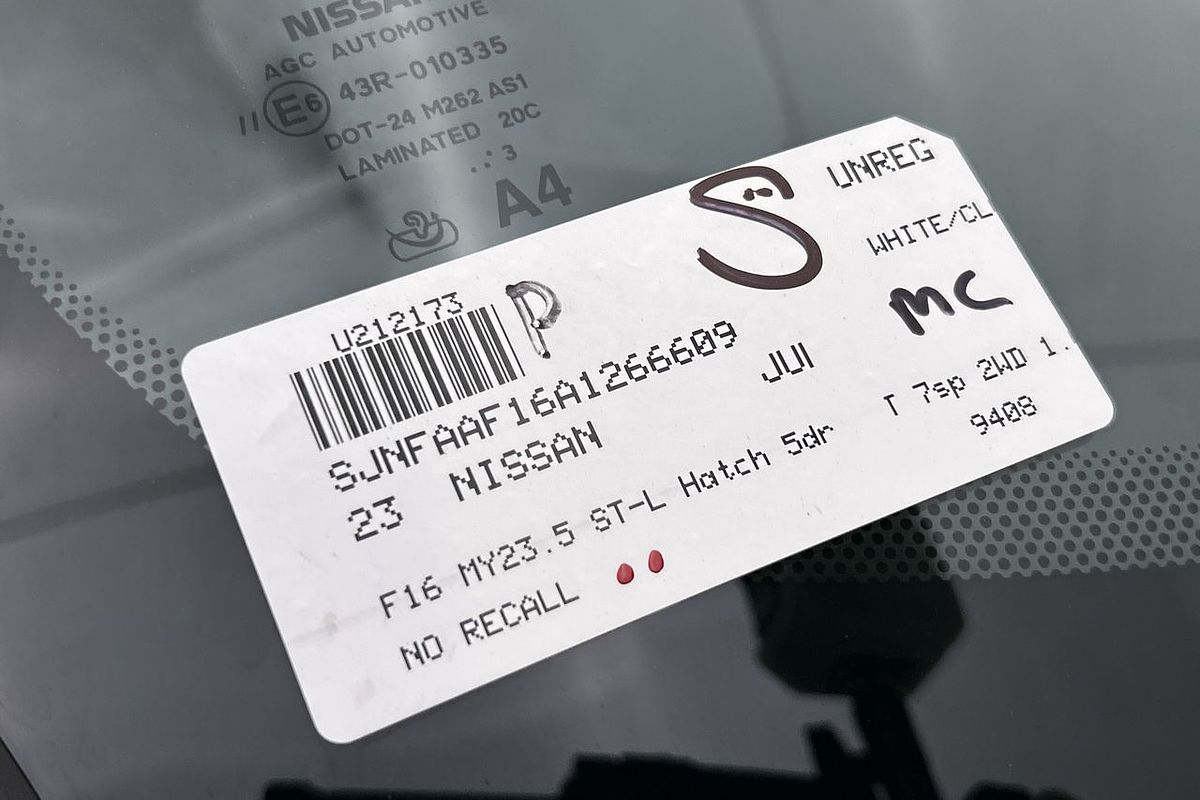 NISSAN
AGC AUTOMOTIVE
E6 43R-010335
DOT-24 M262 AS1
LAMINATED 20C
3
A4
S UNREG
WHITE/CL
U212173 P
MC
SJNFAAF16A1266609
23 NISSAN
F16 MY23.5 ST-L Hatch 5dr T 7sp 2WD 1.
NO RECALL
9408